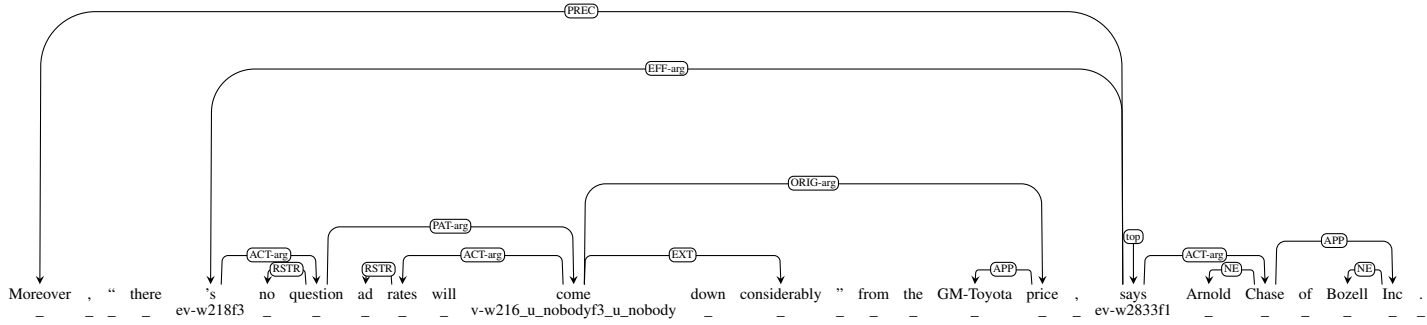 PREC
EFF-arg
ORIG-arg
PAT-arg
top
ACT-arg ACT-arg EXT ACT-arg APP
RSTR RSTR APP NE NE
Moreover , “ there ’s no question ad rates will come down considerably ” from the GM-Toyota price , says Arnold Chase of Bozell Inc .
_ _ _ _ ev-w218f3 _ _ _ _ _ v-w216_u_nobodyf3_u_nobody _ _ _ _ _ _ _ _ ev-w2833f1 _ _ _ _ _ _